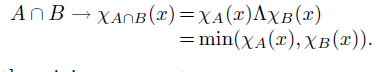 A ∩ B → χ_{A∩B}(x) = χ_A(x)Λχ_B(x)
= min(χ_A(x), χ_B(x)).